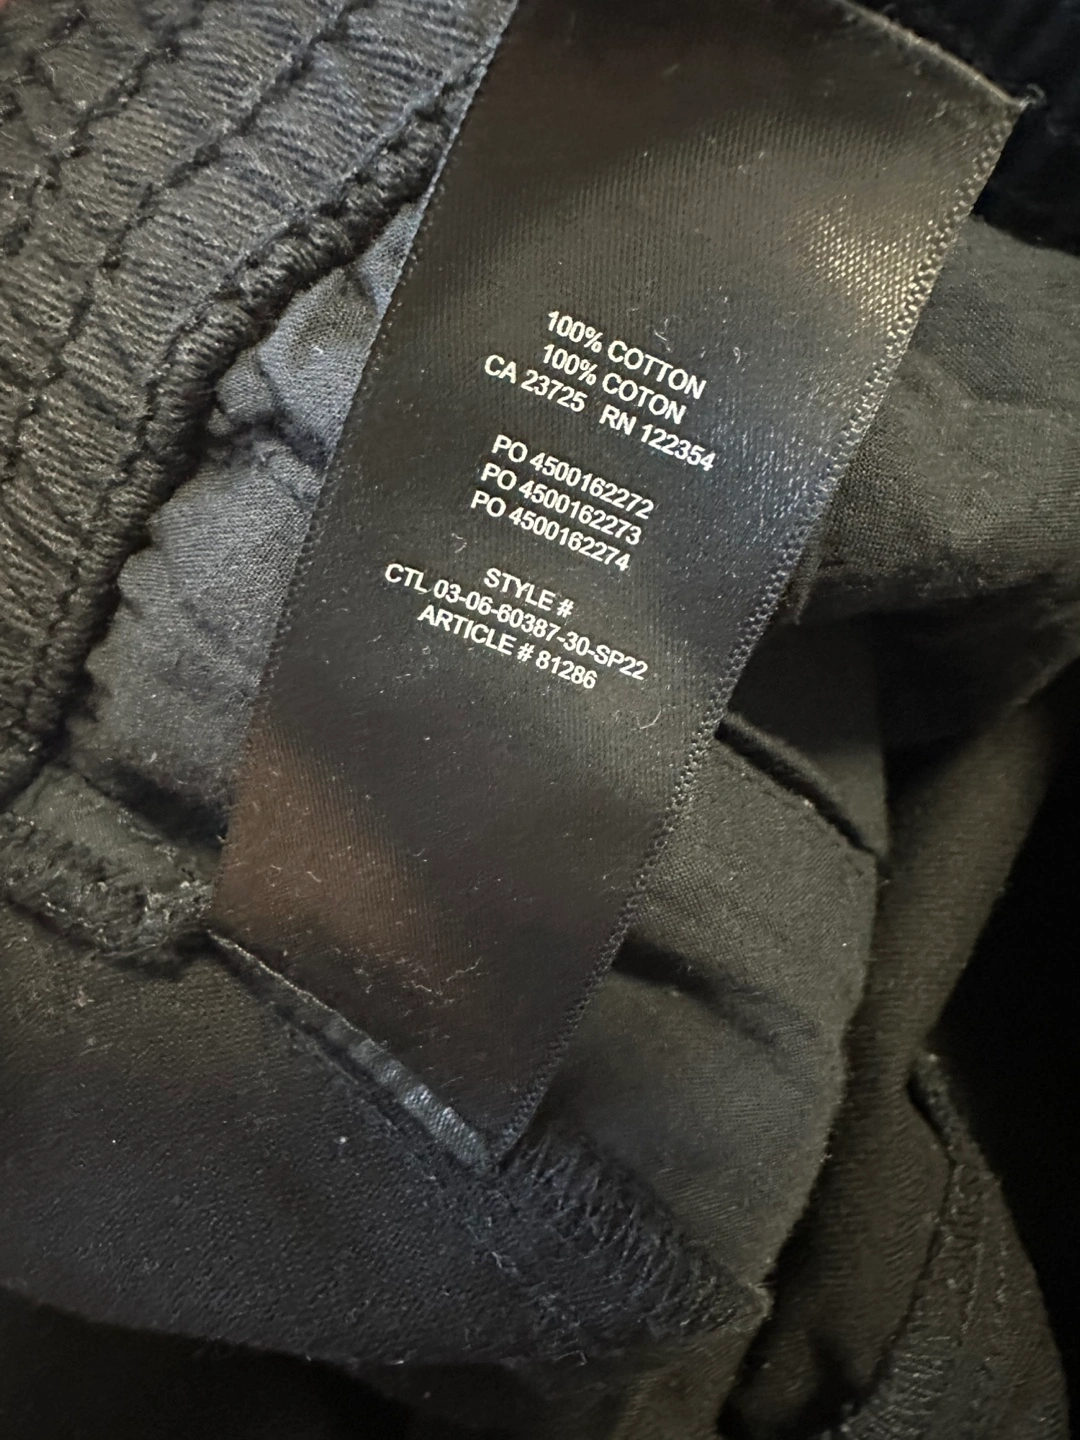 100% COTTON
100% COTON
CA 23725 RN 122354
PO 4500162272
PO 4500162273
PO 4500162274
STYLE #
CTL 03-06-60387-30-SP22
ARTICLE # 81286